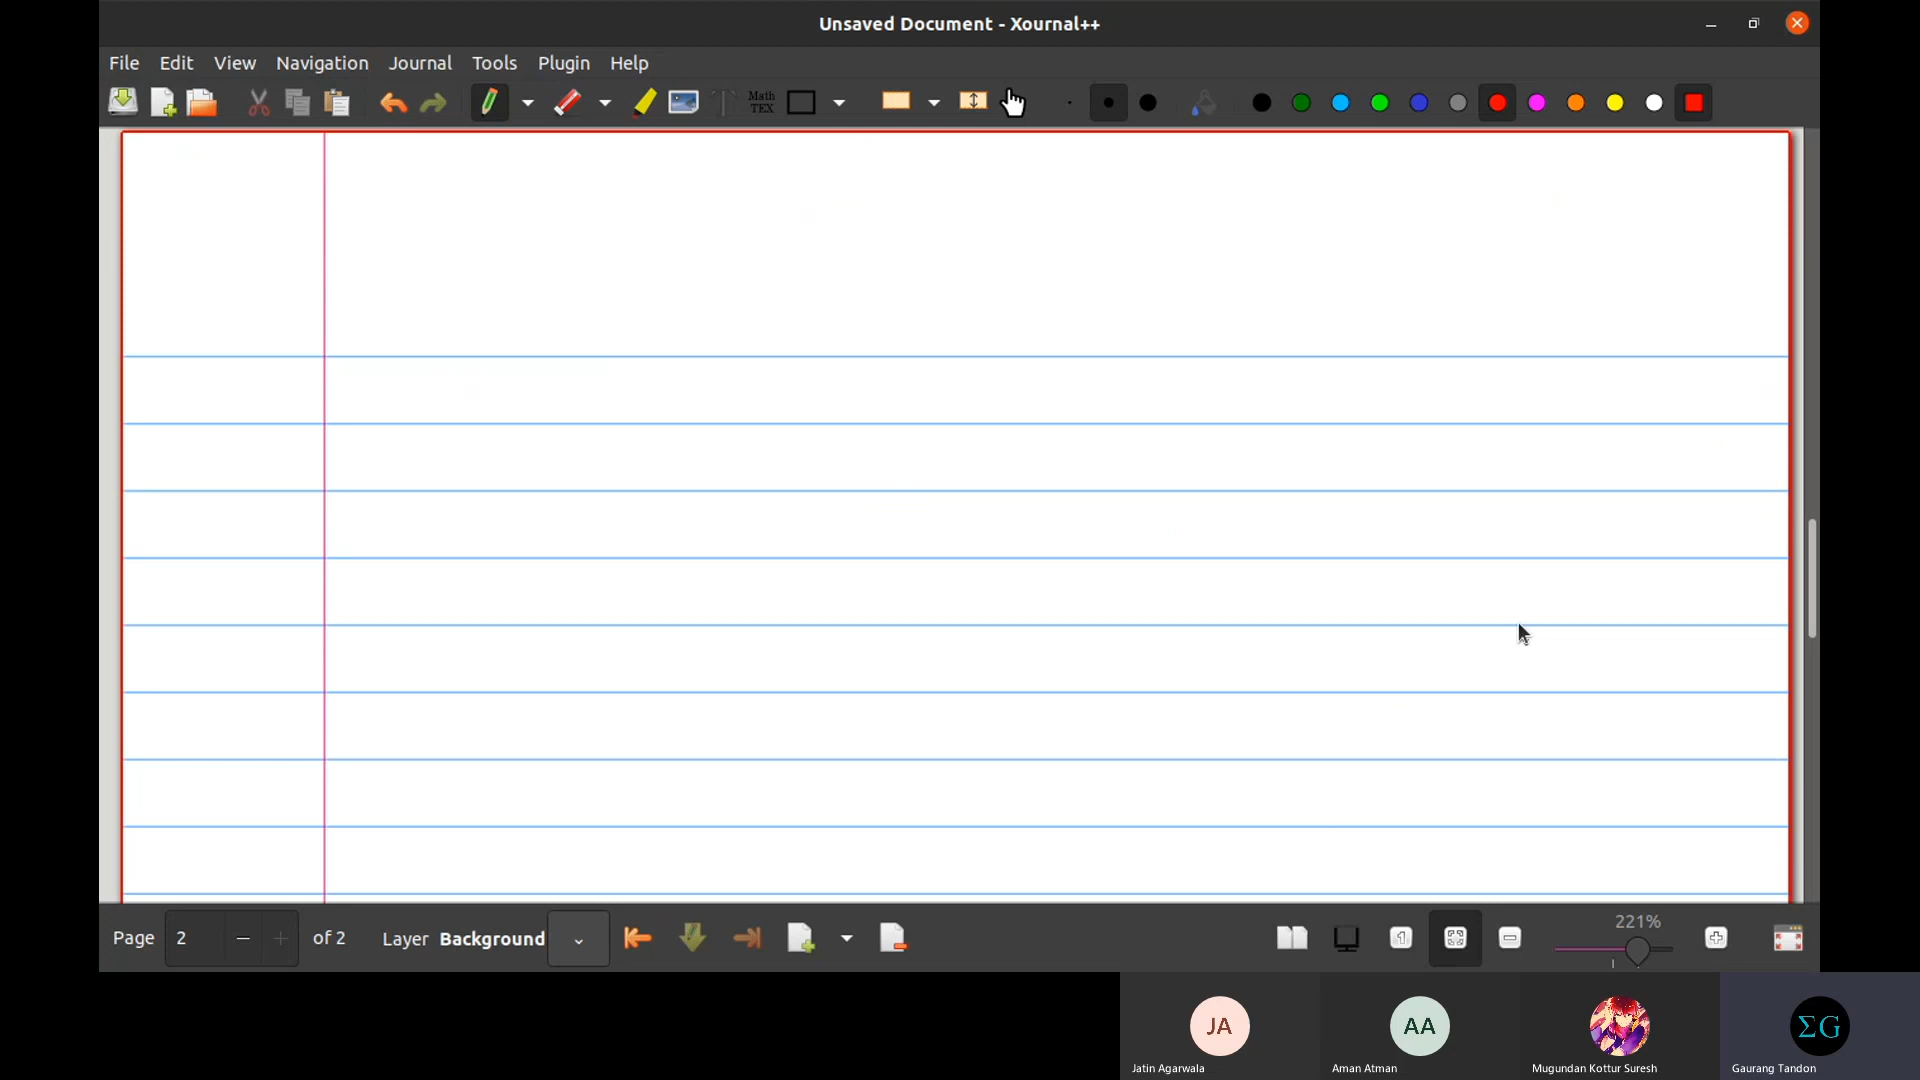 Unsaved Document - Xournal++
File Edit View Navigation Journal Tools Plugin Help
Math
TEX
221%
Page 2 of 2 Layer Background
1
JA AA ΣG
Jatin Agarwala Aman Atman Mugundan Kottur Suresh Gaurang Tandon